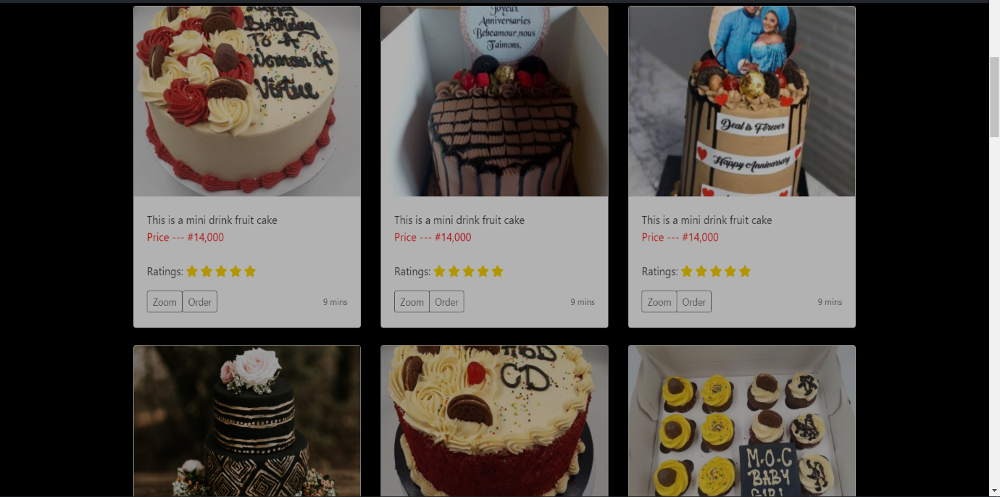 Happy
Birthday
To A
Woman of
Virtue
Joyeux
Anniversaries
Bebeamour,nous
Taimons,
Deal is Forever
Happy Anniversary
This is a mini drink fruit cake
Price --- #14,000
Ratings:
Zoom Order 9 mins
This is a mini drink fruit cake
Price --- #14,000
Ratings:
Zoom Order 9 mins
This is a mini drink fruit cake
Price --- #14,000
Ratings:
Zoom Order 9 mins
HBD
CD
M.O.C
BABY
GIRL